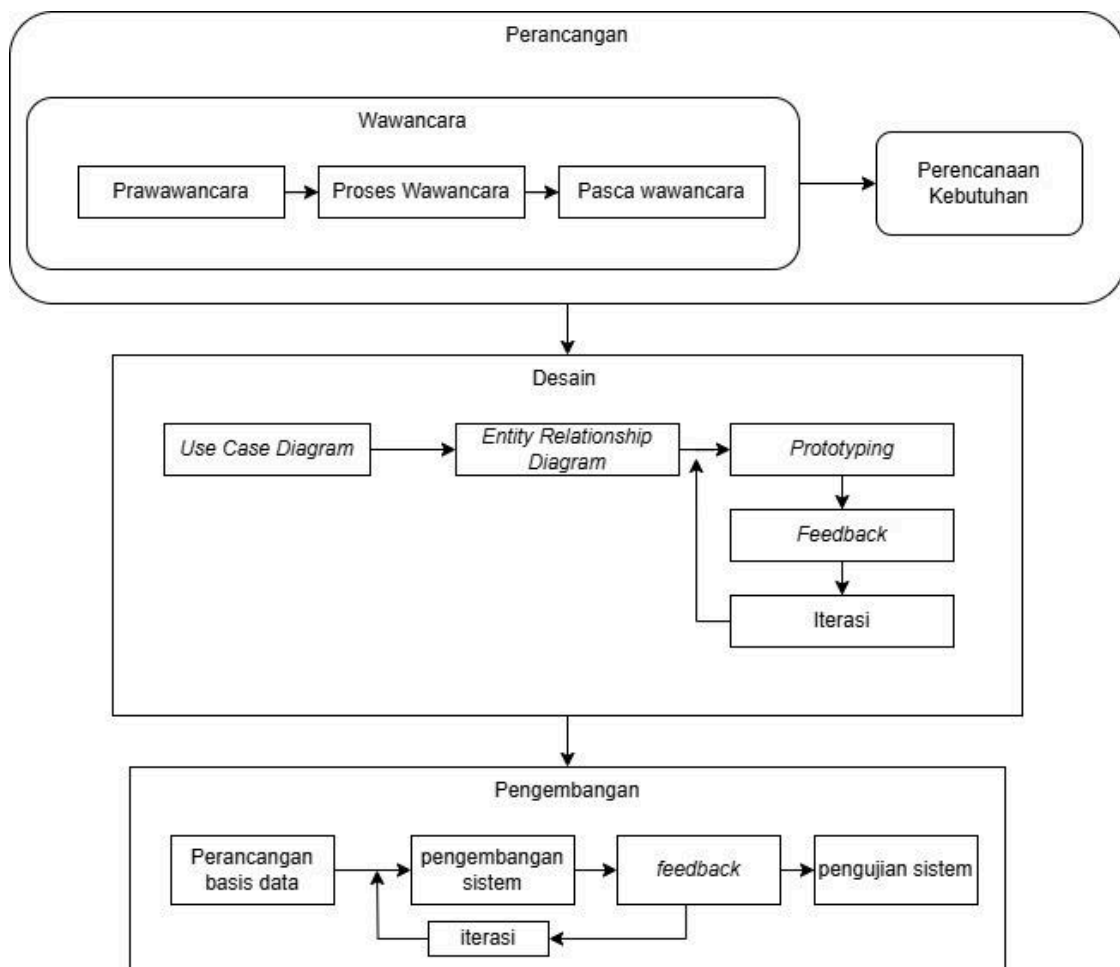 Perancangan
Wawancara
Prawawancara
Proses Wawancara
Pasca wawancara
Perencanaan
Kebutuhan
Desain
Use Case Diagram
Entity Relationship
Diagram
Prototyping
Feedback
Iterasi
Pengembangan
Perancangan
basis data
pengembangan
sistem
feedback
pengujian sistem
iterasi